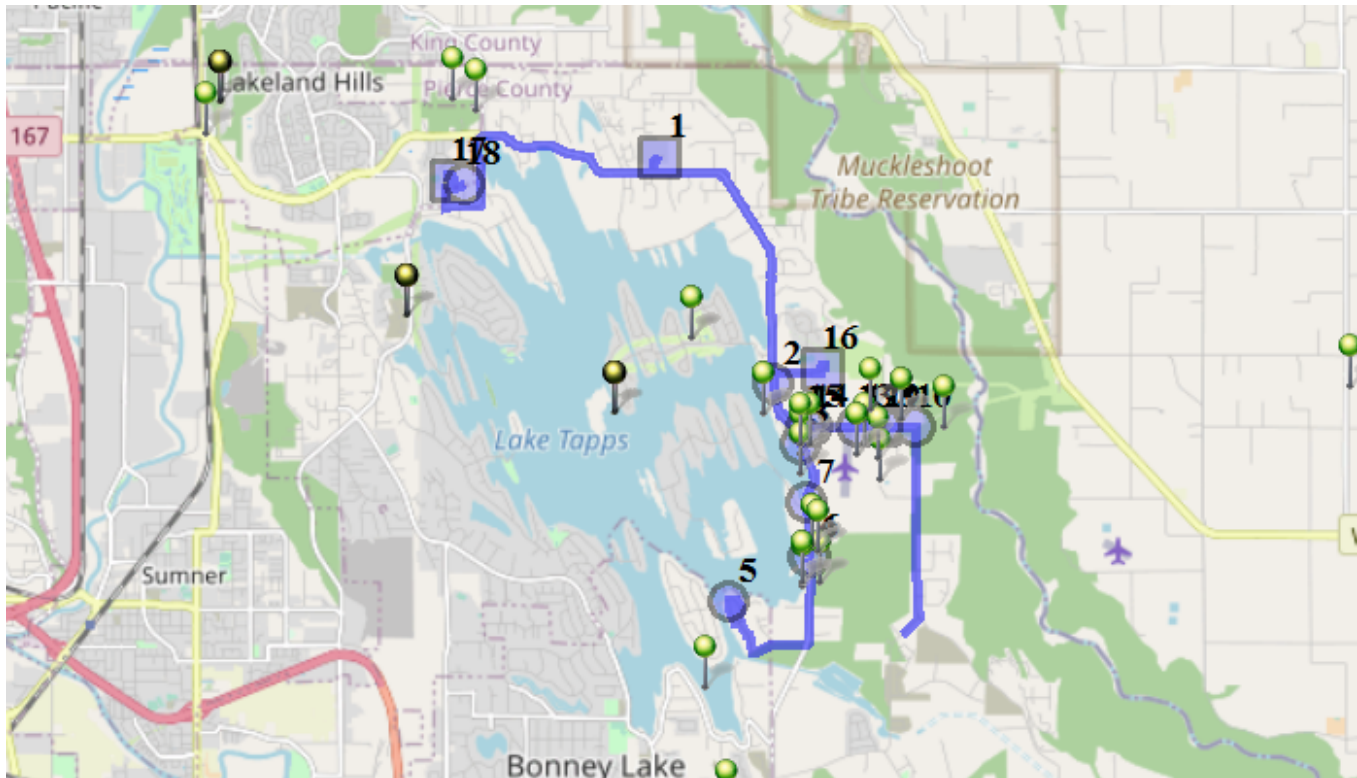 Pacific
King County
Lakeland Hills
Pierce County
167
1
17
18
Muckleshoot
Tribe Reservation
2
16
Lake Tapps
7
Sumner
5
Bonney Lake